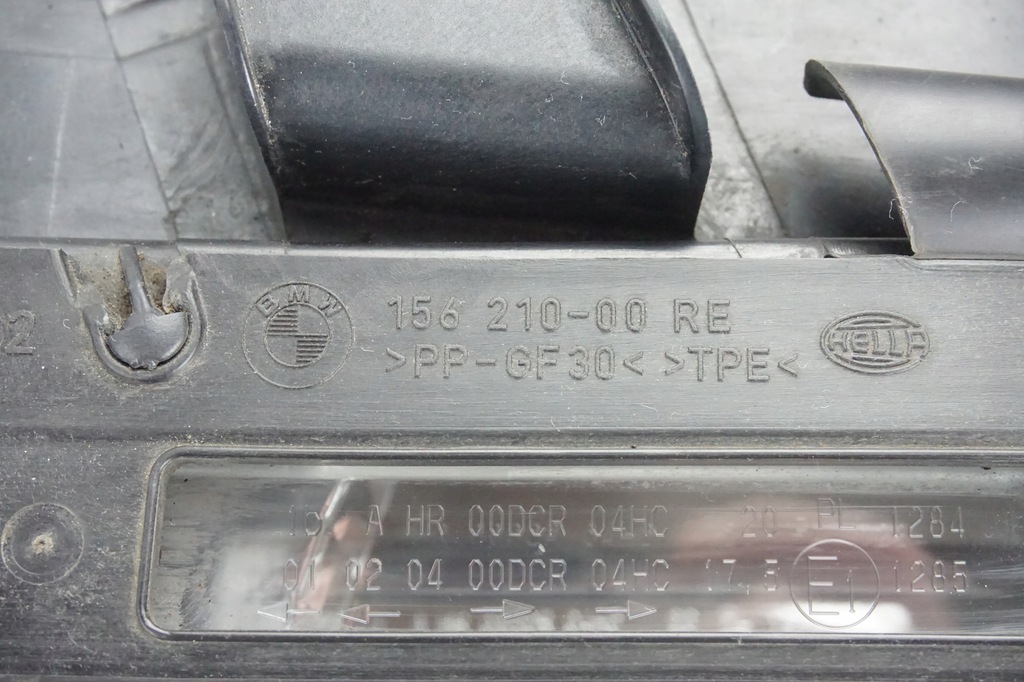 02
BMW
156 210-00 RE
>PP-GF30< >TPE<
HELLA
A HR 00DCR 04HC 20 PL 1284
01 02 04 00DCR 04HC 17,5 E1 1285